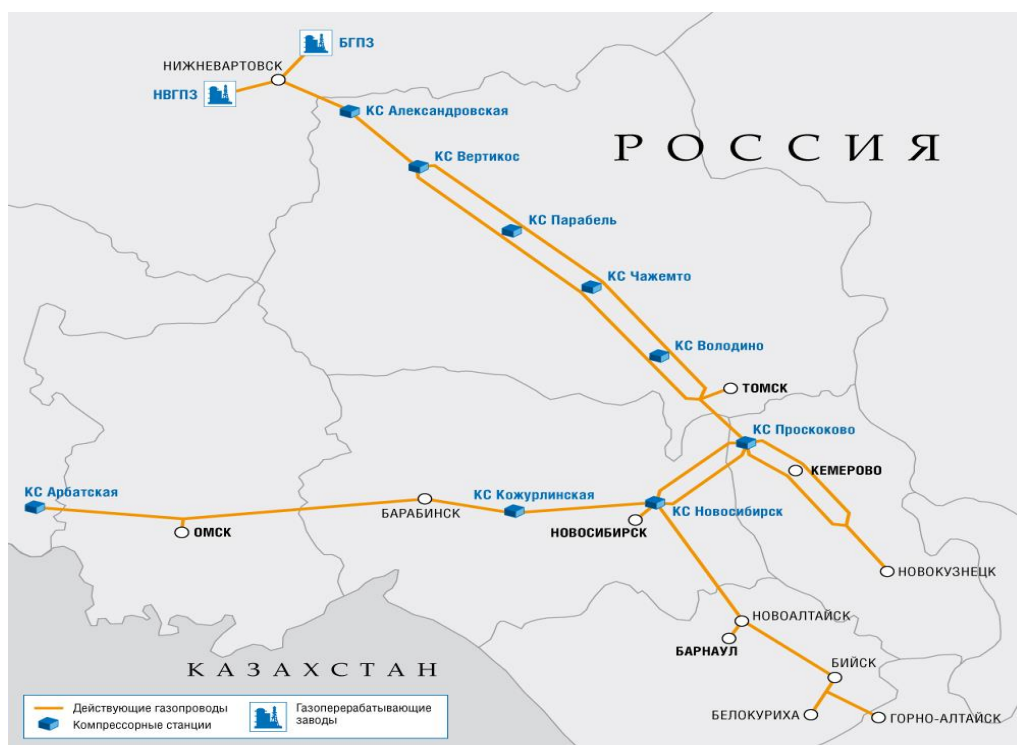 БГПЗ
НИЖНЕВАРТОВСК
НВГПЗ
КС Александровская
РОССИЯ
КС Вертикос
КС Парабель
КС Чажемто
КС Володино
ТОМСК
КС Проскоково
КЕМЕРОВО
КС Арбатская
КС Кожурлинская
БАРАБИНСК
КС Новосибирск
ОМСК
НОВОСИБИРСК
НОВОКУЗНЕЦК
НОВОАЛТАЙСК
БАРНАУЛ
КАЗАХСТАН
БИЙСК
БЕЛОКУРИХА
ГОРНО-АЛТАЙСК
Действующие газопроводы
Компрессорные станции
Газоперерабатывающие
заводы